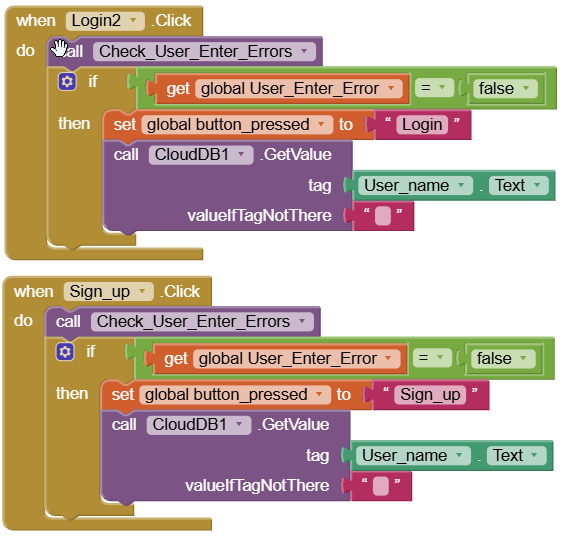 when Login2 .Click
do call Check_User_Enter_Errors
if get global User_Enter_Error = false
then set global button_pressed to " Login "
call CloudDB1 .GetValue
tag User_name . Text
valueIfTagNotThere " "
when Sign_up .Click
do call Check_User_Enter_Errors
if get global User_Enter_Error = false
then set global button_pressed to " Sign_up "
call CloudDB1 .GetValue
tag User_name . Text
valueIfTagNotThere " "